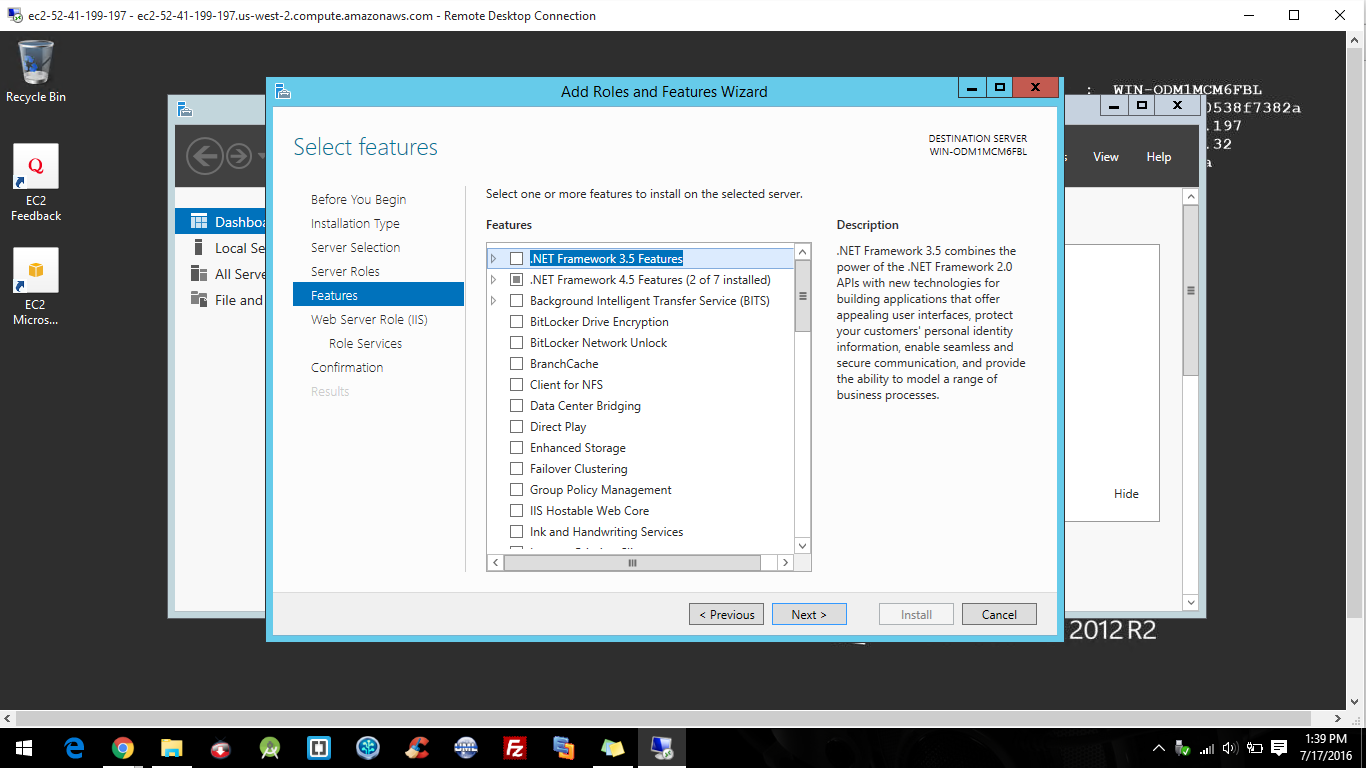 ec2-52-41-199-197 - ec2-52-41-199-197.us-west-2.compute.amazonaws.com - Remote Desktop Connection
Recycle Bin
EC2
Feedback
EC2
Micros...
: WIN-ODM1MCM6FBL
0538f7382a
.197
.32
a
View
Help
Dashboa
Local Se
All Serve
File and
Hide
2012 R2
Add Roles and Features Wizard
X
X
Select features
DESTINATION SERVER
WIN-ODM1MCM6FBL
Before You Begin
Installation Type
Server Selection
Server Roles
Features
Web Server Role (IIS)
Role Services
Confirmation
Results
Select one or more features to install on the selected server.
Features
.NET Framework 3.5 Features
.NET Framework 4.5 Features (2 of 7 installed)
Background Intelligent Transfer Service (BITS)
BitLocker Drive Encryption
BitLocker Network Unlock
BranchCache
Client for NFS
Data Center Bridging
Direct Play
Enhanced Storage
Failover Clustering
Group Policy Management
IIS Hostable Web Core
Ink and Handwriting Services
Description
.NET Framework 3.5 combines the
power of the .NET Framework 2.0
APIs with new technologies for
building applications that offer
appealing user interfaces, protect
your customers' personal identity
information, enable seamless and
secure communication, and provide
the ability to model a range of
business processes.
< Previous
Next >
Install
Cancel
1:39 PM
7/17/2016